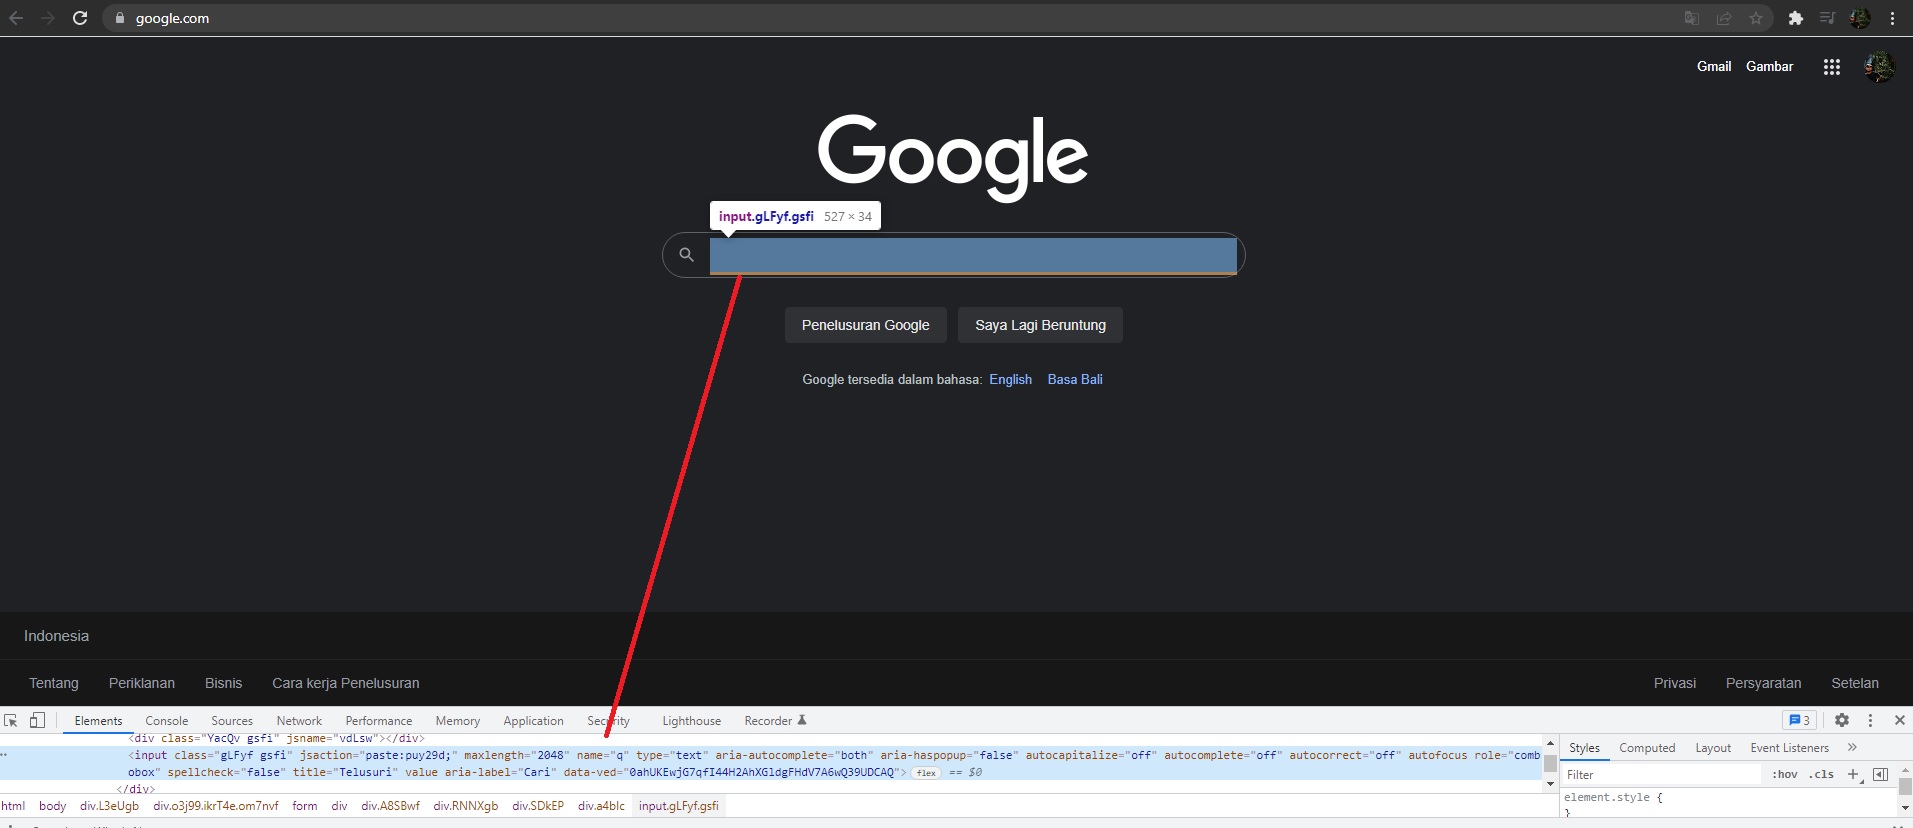 google.com
Gmail Gambar
Google
input.gLFyf.gsfi 527 × 34
Penelusuran Google Saya Lagi Beruntung
Google tersedia dalam bahasa: English Basa Bali
Indonesia
Tentang Periklanan Bisnis Cara kerja Penelusuran Privasi Persyaratan Setelan
Elements Console Sources Network Performance Memory Application Security Lighthouse Recorder 3
<div class="YacQv gsfi" jsname="vdLsw"></div>
<input class="gLFyf gsfi" jsaction="paste:puy29d;" maxlength="2048" name="q" type="text" aria-autocomplete="both" aria-haspopup="false" autocapitalize="off" autocomplete="off" autocorrect="off" autofocus role="comb
obox" spellcheck="false" title="Telusuri" value aria-label="Cari" data-ved="0ahUKEwjG7qfI44H2AhXGldgFHdV7A6wQ39UDCAQ"> flex == $0
</div>
html body div.L3eUgb div.o3j99.ikrT4e.om7nvf form div div.A8SBwf div.RNNXgb div.SDkEP div.a4bIc input.gLFyf.gsfi
Styles Computed Layout Event Listeners »
Filter :hov .cls +
element.style {
}